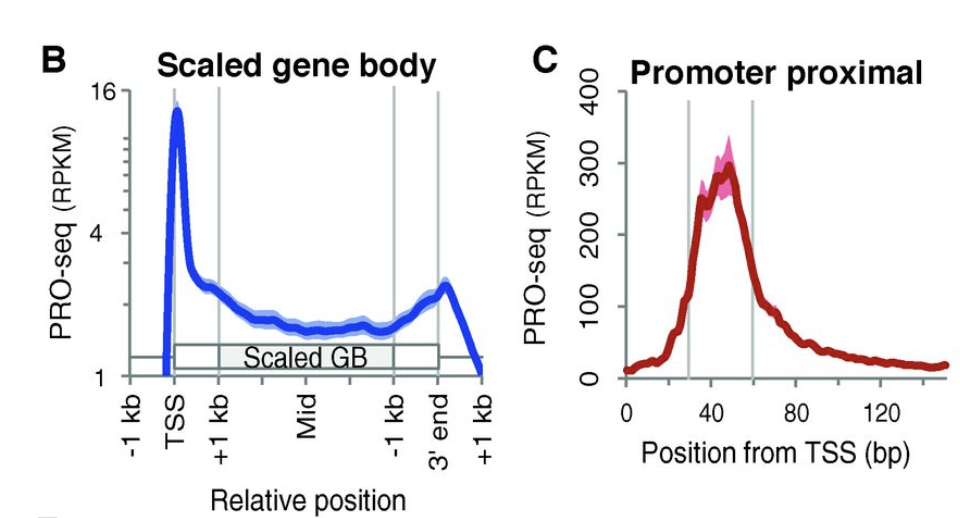 B
Scaled gene body
PRO-seq (RPKM)
16
4
1
Scaled GB
-1 kb
TSS
+1 kb
Mid
-1 kb
3' end
+1 kb
Relative position
C
Promoter proximal
PRO-seq (RPKM)
400
300
200
100
0
0 40 80 120
Position from TSS (bp)